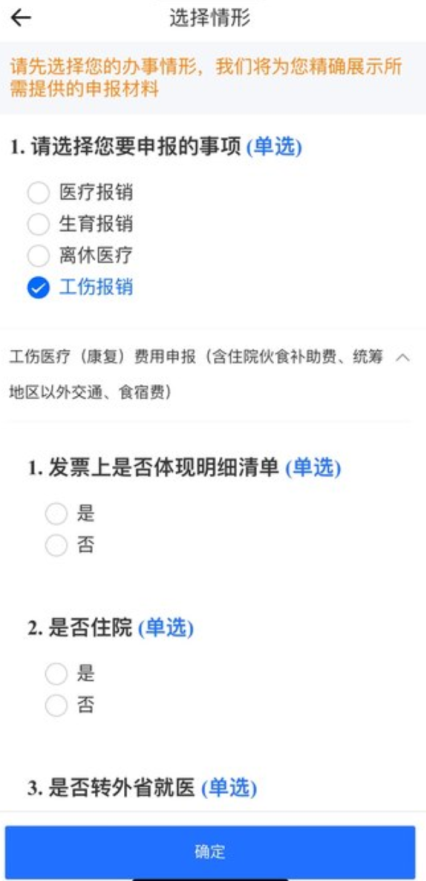 选择情形
请先选择您的办事情形，我们将为您精确展示所
需提供的申报材料
1. 请选择您要申报的事项 (单选)
医疗报销
生育报销
离休医疗
工伤报销
工伤医疗（康复）费用申报（含住院伙食补助费、统筹
地区以外交通、食宿费）
1. 发票上是否体现明细清单 (单选)
是
否
2. 是否住院 (单选)
是
否
3. 是否转外省就医 (单选)
确定